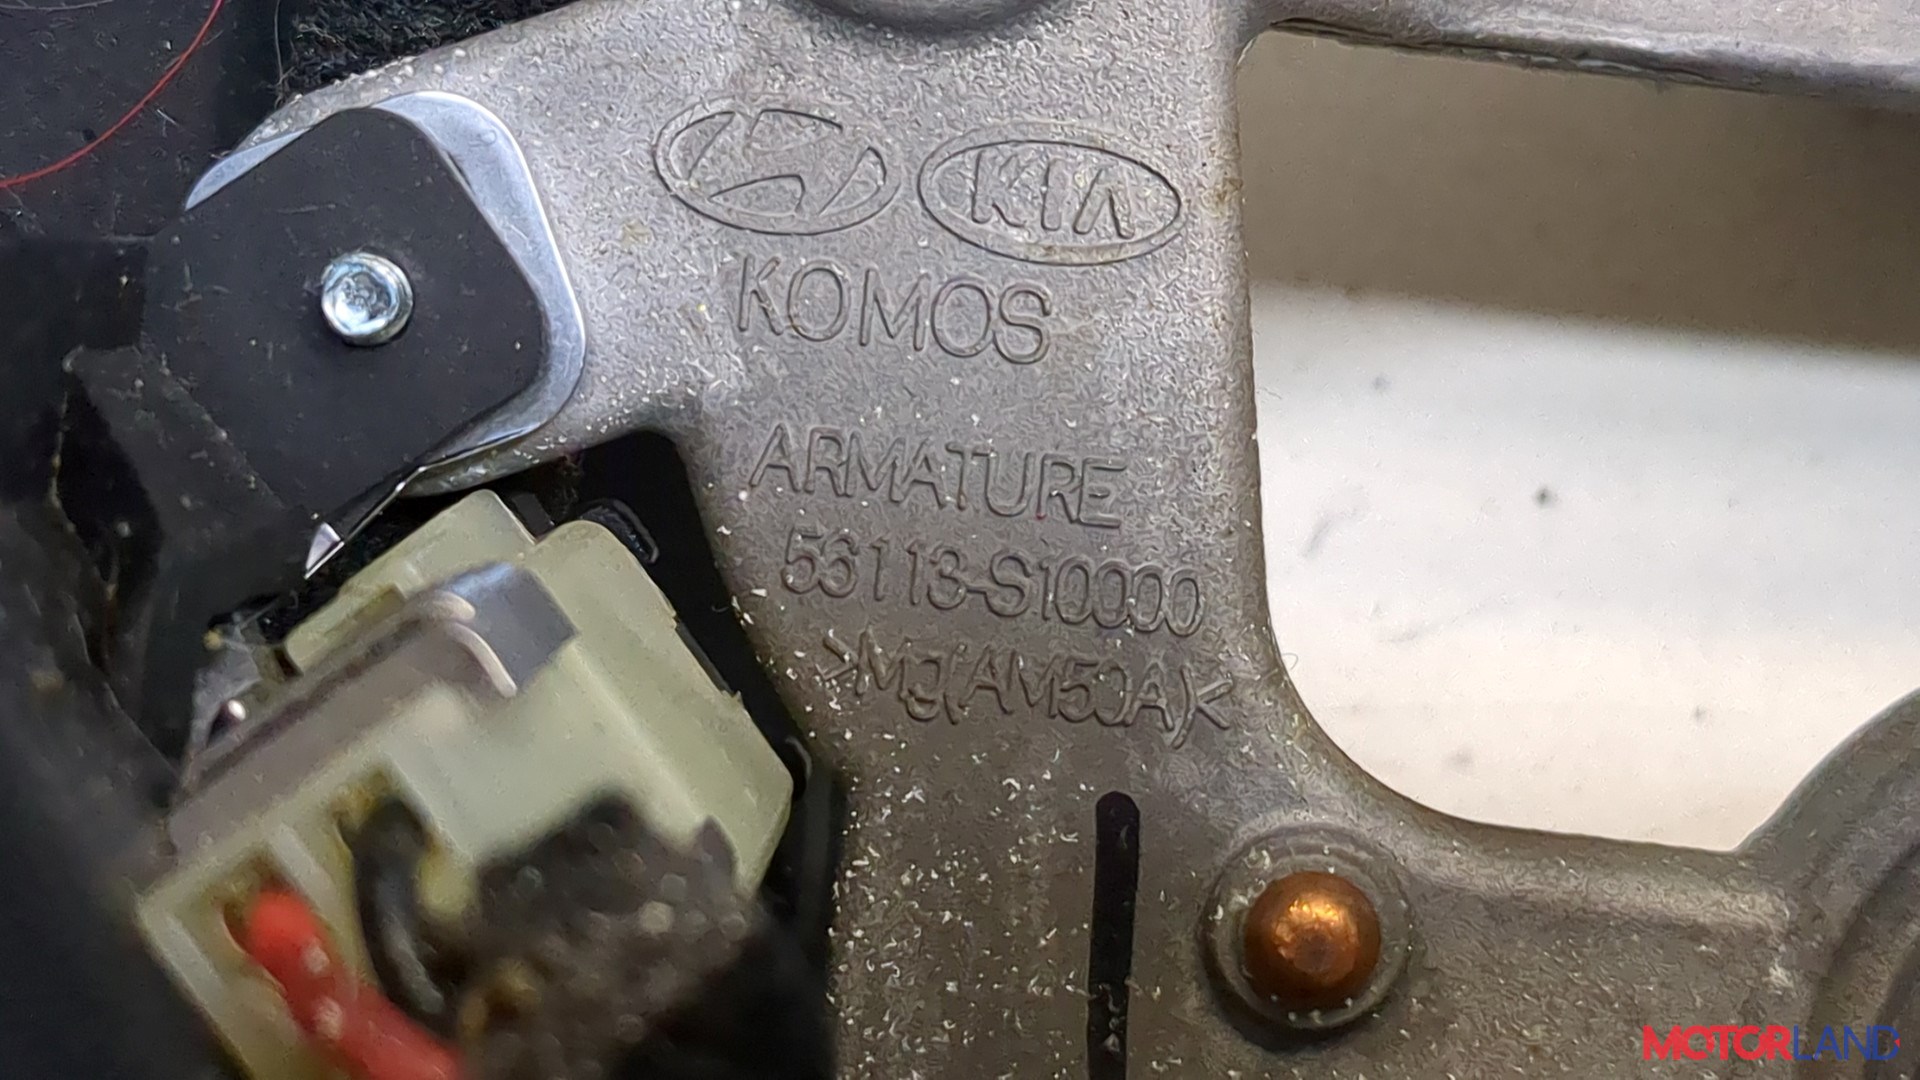 KIA
KOMOS
ARMATURE
56113-S10000
>Mg(AM50A)<
MOTORLAND